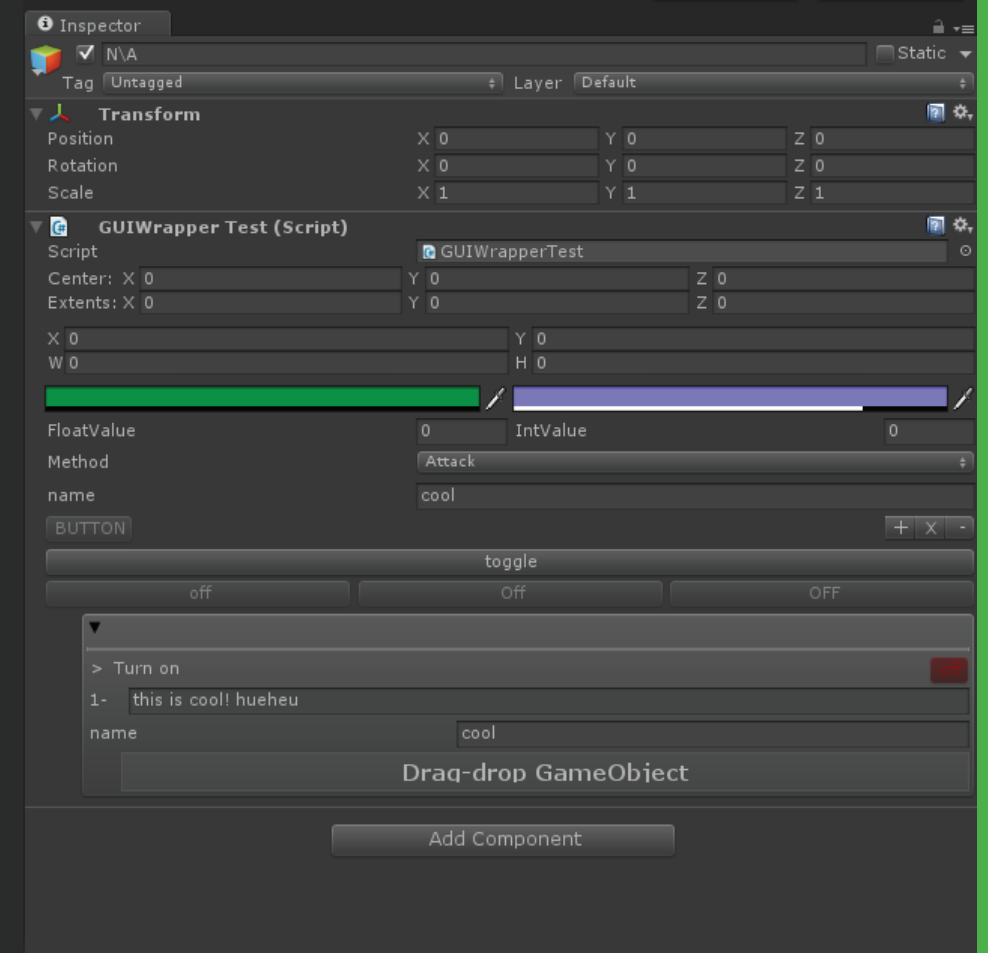 Inspector
N\A Static
Tag Untagged Layer Default
Transform
Position X 0 Y 0 Z 0
Rotation X 0 Y 0 Z 0
Scale X 1 Y 1 Z 1
GUIWrapper Test (Script)
Script GUIWrapperTest
Center: X 0 Y 0 Z 0
Extents: X 0 Y 0 Z 0
X 0 Y 0
W 0 H 0
FloatValue 0 IntValue 0
Method Attack
name cool
BUTTON + X -
toggle
off Off OFF
> Turn on
1- this is cool! hueheu
name cool
Drag-drop GameObject
Add Component